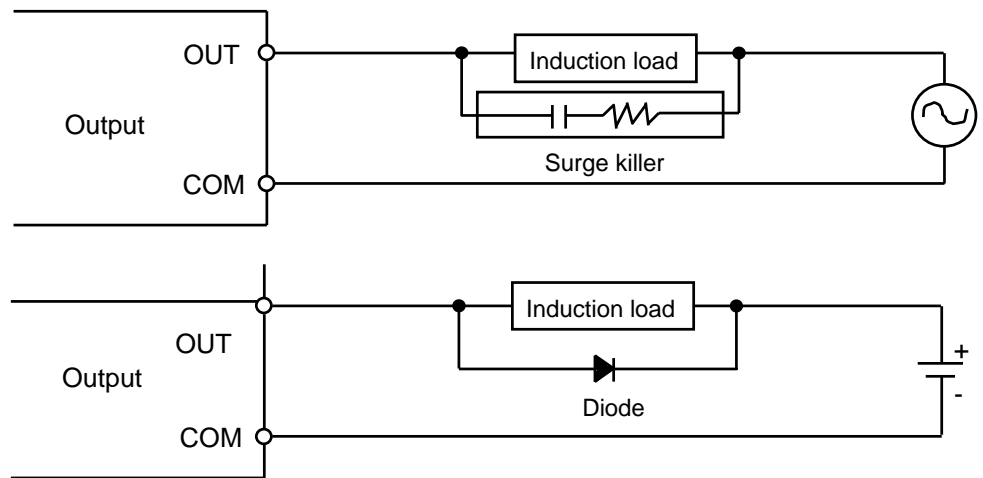 OUT
Induction load
Output
Surge killer
COM
Induction load
OUT
+
Output
-
Diode
COM